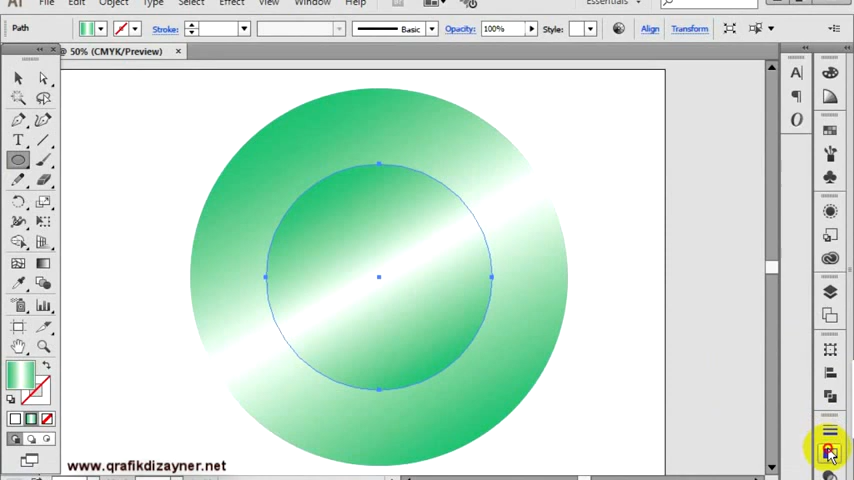 Ai Edit Object Type Select Effect View Window Help Essentials
Path Stroke: Basic Opacity: 100% Style: Align Transform
@ 50% (CMYK/Preview) ×
www.qrafikdizayner.net